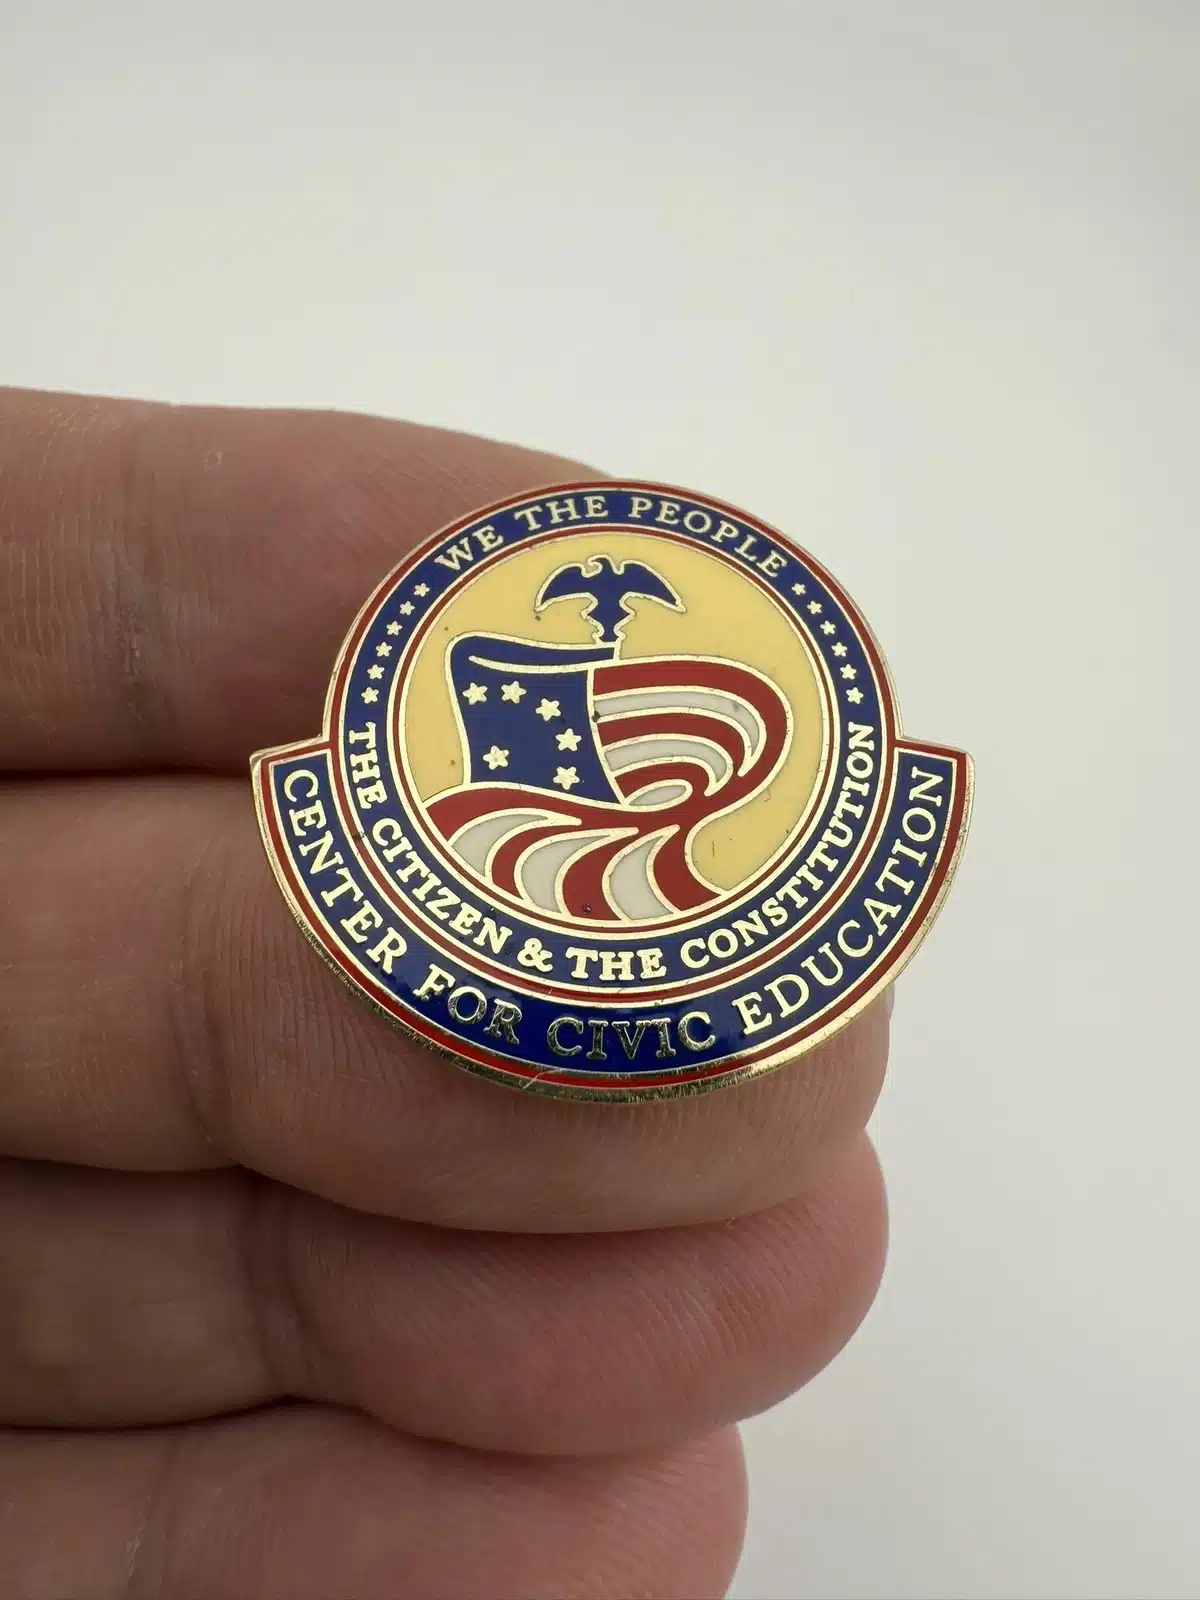 WE THE PEOPLE
THE CITIZEN & THE CONSTITUTION
CENTER FOR CIVIC EDUCATION